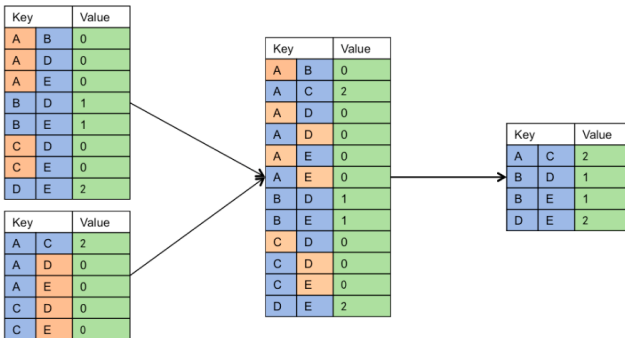 Key Value
A B 0
A D 0
A E 0
B D 1
B E 1
C D 0
C E 0
D E 2
Key Value
A C 2
A D 0
A E 0
C D 0
C E 0
Key Value
A B 0
A C 2
A D 0
A D 0
A E 0
A E 0
B D 1
B E 1
C D 0
C D 0
C E 0
D E 2
Key Value
A C 2
B D 1
B E 1
D E 2